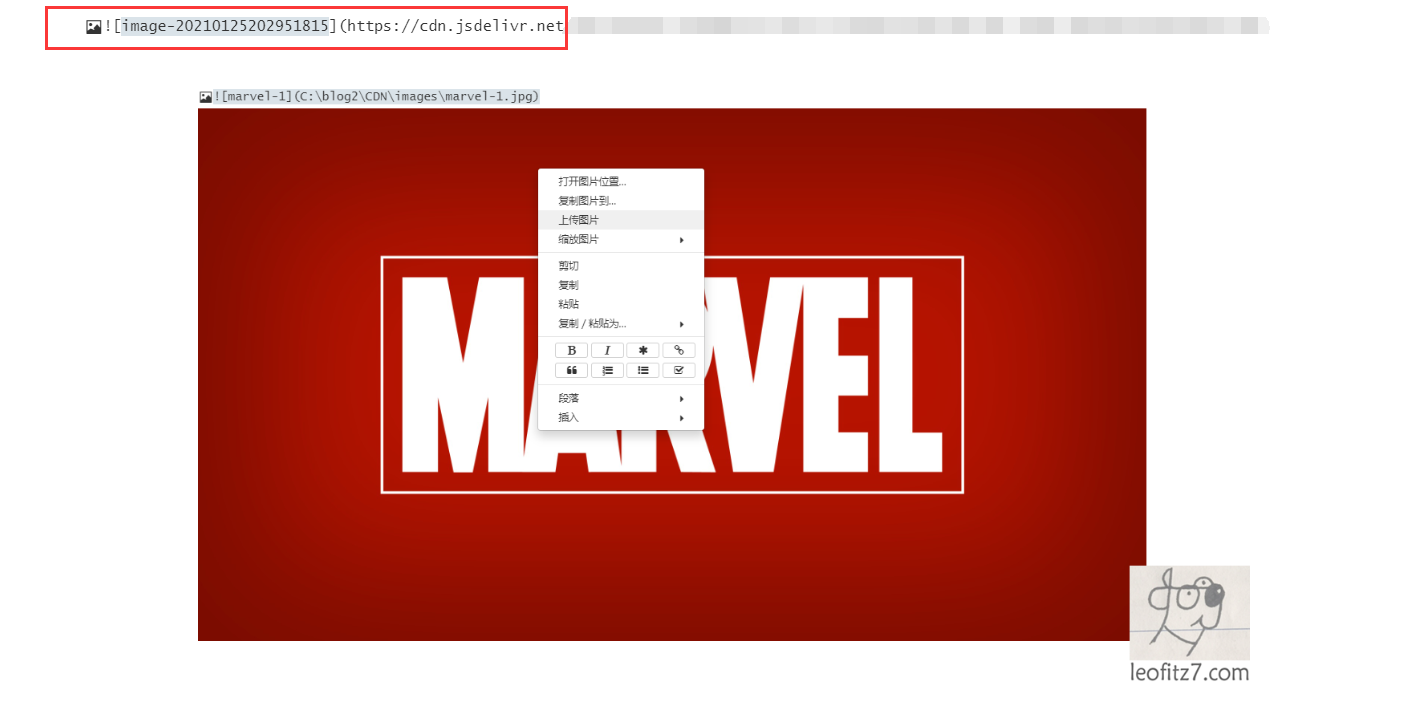 ![image-20210125202951815](https://cdn.jsdelivr.net
![marvel-1](C:\blog2\CDN\images\marvel-1.jpg)
打开图片位置...
复制图片到...
上传图片
缩放图片
剪切
复制
粘贴
复制 / 粘贴为...
B I
段落
插入
MARVEL
dog
leofitz7.com